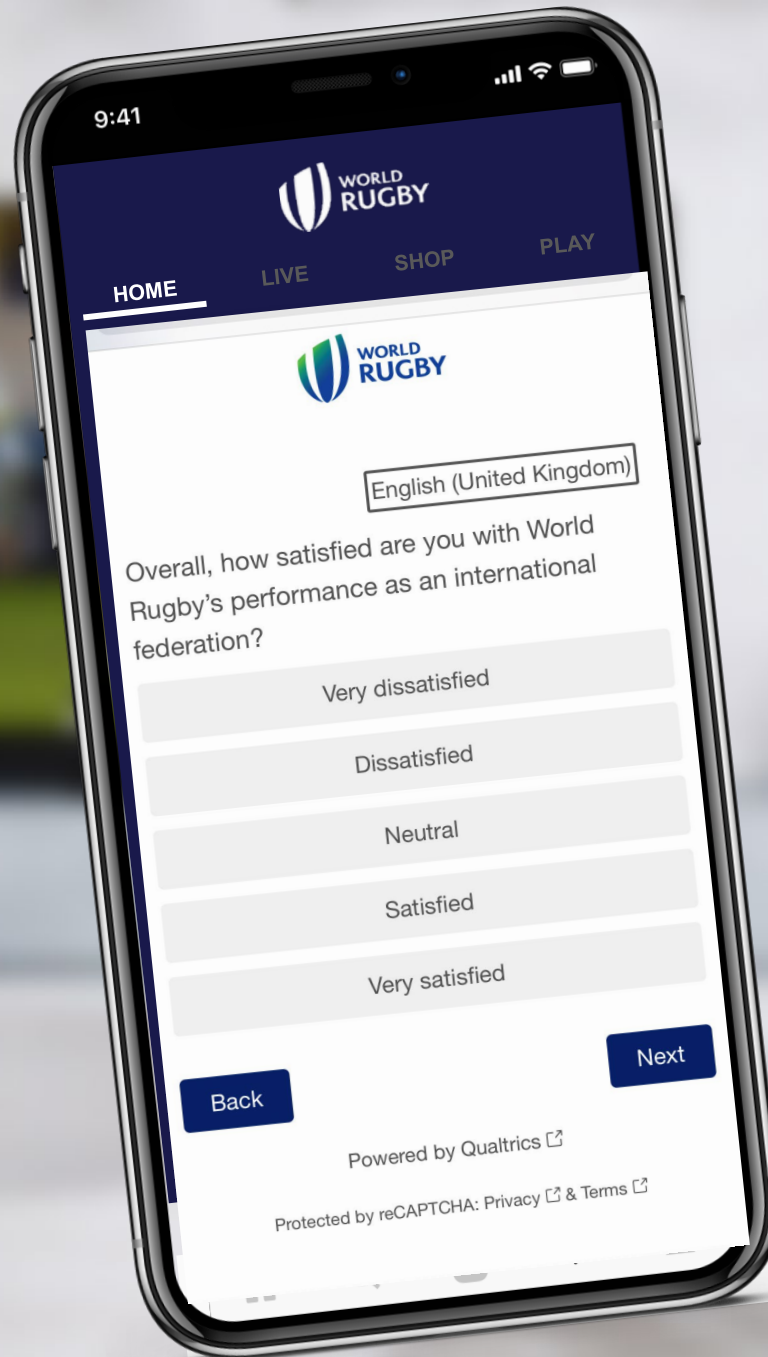 9:41
WORLD
RUGBY
HOME LIVE SHOP PLAY
WORLD
RUGBY
English (United Kingdom)
Overall, how satisfied are you with World
Rugby’s performance as an international
federation?
Very dissatisfied
Dissatisfied
Neutral
Satisfied
Very satisfied
Back Next
Powered by Qualtrics
Protected by reCAPTCHA: Privacy & Terms